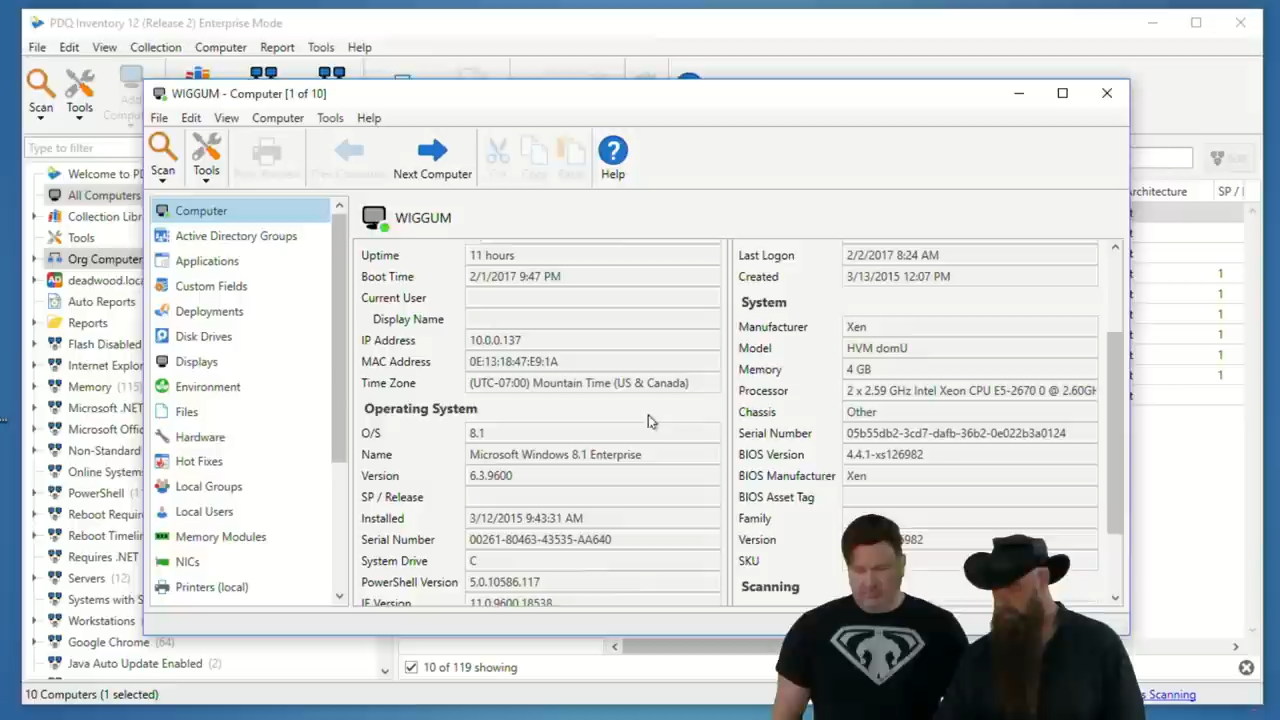 PDQ Inventory 12 (Release 2) Enterprise Mode
File Edit View Collection Computer Report Tools Help
Scan Tools
WIGGUM - Computer [1 of 10]
File Edit View Computer Tools Help
Scan Tools Next Computer Help
Type to filter
Welcome to PD
All Computers
Collection Libr
Tools
Org Computer
deadwood.loca
Auto Reports
Reports
Flash Disabled
Internet Explor
Memory (115)
Microsoft .NET
Microsoft Offic
Non-Standard
Online System
PowerShell
Reboot Requir
Reboot Timelin
Requires .NET
Servers (12)
Systems with S
Workstations
Google Chrome (64)
Java Auto Update Enabled (2)
Computer
Active Directory Groups
Applications
Custom Fields
Deployments
Disk Drives
Displays
Environment
Files
Hardware
Hot Fixes
Local Groups
Local Users
Memory Modules
NICs
Printers (local)
WIGGUM
Uptime 11 hours
Boot Time 2/1/2017 9:47 PM
Current User
Display Name
IP Address 10.0.0.137
MAC Address 0E:13:18:47:E9:1A
Time Zone (UTC-07:00) Mountain Time (US & Canada)
Operating System
O/S 8.1
Name Microsoft Windows 8.1 Enterprise
Version 6.3.9600
SP / Release
Installed 3/12/2015 9:43:31 AM
Serial Number 00261-80463-43535-AA640
System Drive C
PowerShell Version 5.0.10586.117
IE Version 11.0.9600.18538
Last Logon 2/2/2017 8:24 AM
Created 3/13/2015 12:07 PM
System
Manufacturer Xen
Model HVM domU
Memory 4 GB
Processor 2 x 2.59 GHz Intel Xeon CPU E5-2670 0 @ 2.60GH
Chassis Other
Serial Number 05b55db2-3cd7-dafb-36b2-0e022b3a0124
BIOS Version 4.4.1-xs126982
BIOS Manufacturer Xen
BIOS Asset Tag
Family
Version 6982
SKU
Scanning
Architecture SP /
1
1
1
1
1
1
10 of 119 showing
10 Computers (1 selected)
s Scanning